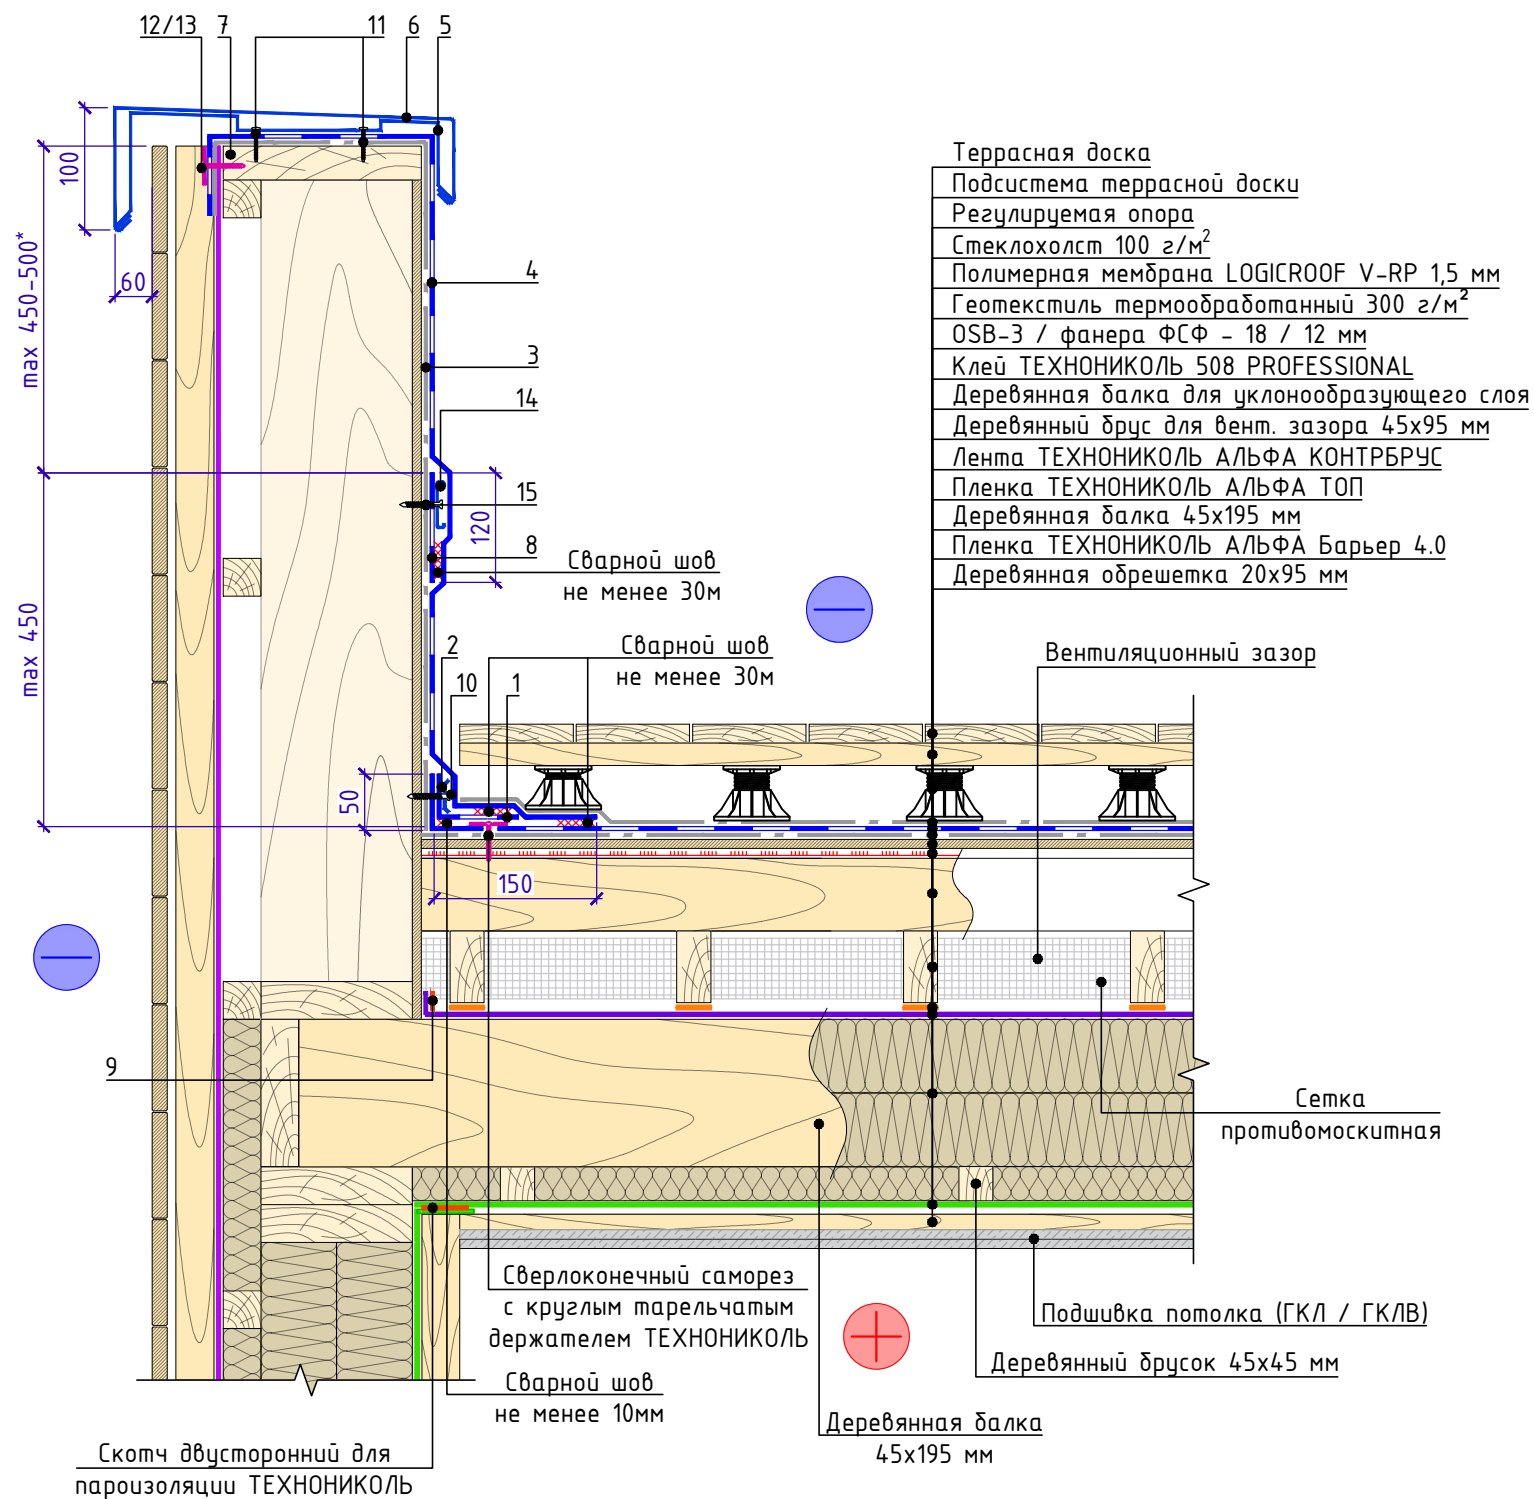 12/13
7
11
6
5
100
60
max 450-500*
max 450
4
3
14
15
120
8
Сварной шов
не менее 30м
2
Сварной шов
не менее 30м
10
1
50
150
9
Террасная доска
Подсистема террасной доски
Регулируемая опора
Стеклохолст 100 г/м²
Полимерная мембрана LOGICROOF V-RP 1,5 мм
Геотекстиль термообработанный 300 г/м²
OSB-3 / фанера ФСФ - 18 / 12 мм
Клей ТЕХНОНИКОЛЬ 508 PROFESSIONAL
Деревянная балка для уклонообразующего слоя
Деревянный брус для вент. зазора 45х95 мм
Лента ТЕХНОНИКОЛЬ АЛЬФА КОНТРБРУС
Пленка ТЕХНОНИКОЛЬ АЛЬФА ТОП
Деревянная балка 45х195 мм
Пленка ТЕХНОНИКОЛЬ АЛЬФА Барьер 4.0
Деревянная обрешетка 20х95 мм
Вентиляционный зазор
Сетка
противомоскитная
Сверлоконечный саморез
с круглым тарельчатым
держателем ТЕХНОНИКОЛЬ
Подшивка потолка (ГКЛ / ГКЛВ)
Деревянный брусок 45х45 мм
Сварной шов
не менее 10мм
Деревянная балка
45х195 мм
Скотч двусторонний для
пароизоляции ТЕХНОНИКОЛЬ